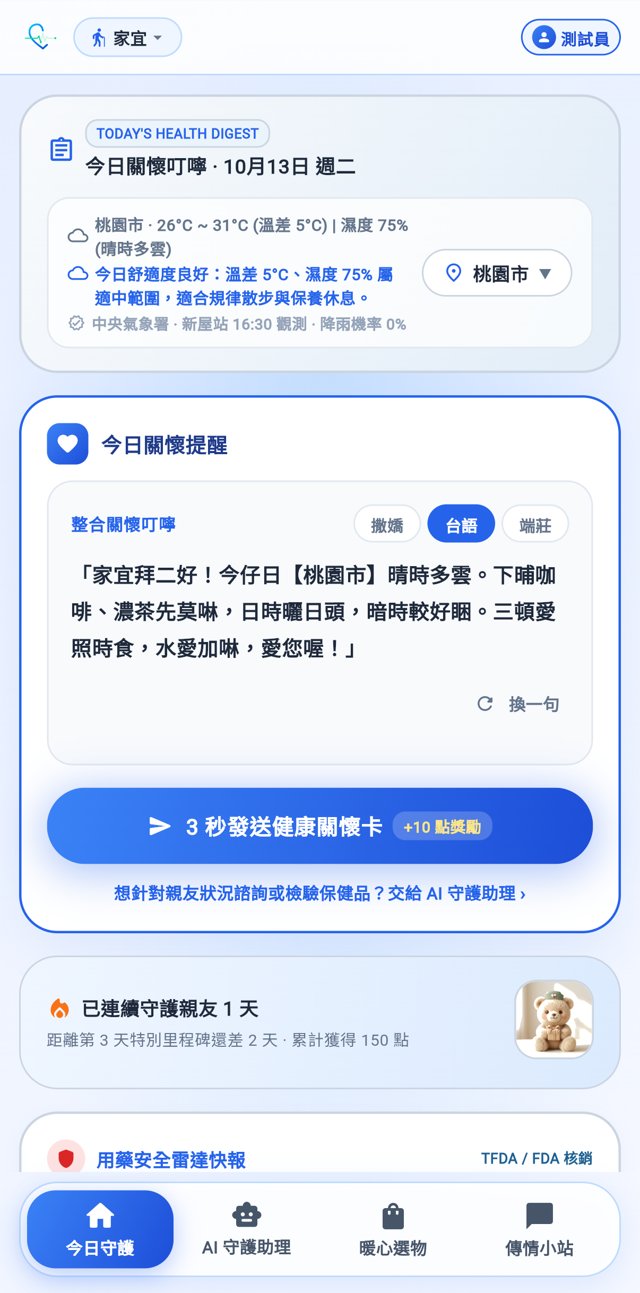 家宜
測試員
TODAY'S HEALTH DIGEST
今日關懷叮嚀 · 10月13日 週二
桃園市 · 26°C ~ 31°C (溫差 5°C) | 濕度 75%
(晴時多雲)
今日舒適度良好：溫差 5°C、濕度 75% 屬
適中範圍，適合規律散步與保養休息。
中央氣象署 · 新屋站 16:30 觀測 · 降雨機率 0%
桃園市 ▼
今日關懷提醒
整合關懷叮嚀
撒嬌
台語
端莊
「家宜拜二好！今仔日【桃園市】晴時多雲。下晡咖
啡、濃茶先莫啉，日時曬日頭，暗時較好睏。三頓愛
照時食，水愛加啉，愛您喔！」
換一句
3 秒發送健康關懷卡 +10 點獎勵
想針對親友狀況諮詢或檢驗保健品？交給 AI 守護助理 ›
已連續守護親友 1 天
距離第 3 天特別里程碑還差 2 天 · 累計獲得 150 點
用藥安全雷達快報
TFDA / FDA 核銷
今日守護
AI 守護助理
暖心選物
傳情小站